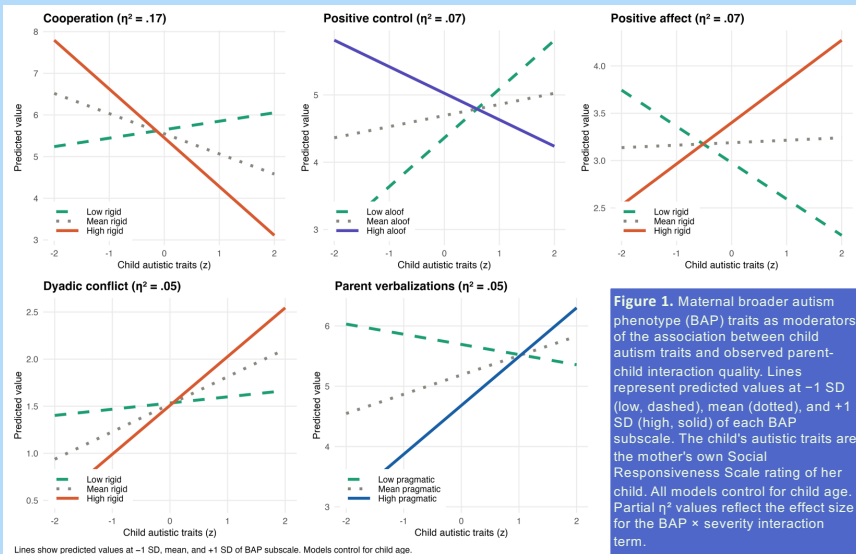 Cooperation (η² = .17)
Predicted value
8
7
6
5
4
3
Low rigid
Mean rigid
High rigid
-2 -1 0 1 2
Child autistic traits (z)
Positive control (η² = .07)
Predicted value
5
4
3
Low aloof
Mean aloof
High aloof
-2 -1 0 1 2
Child autistic traits (z)
Positive affect (η² = .07)
Predicted value
4.0
3.5
3.0
2.5
Low rigid
Mean rigid
High rigid
-2 -1 0 1 2
Child autistic traits (z)
Dyadic conflict (η² = .05)
Predicted value
2.5
2.0
1.5
1.0
0.5
Low rigid
Mean rigid
High rigid
-2 -1 0 1 2
Child autistic traits (z)
Parent verbalizations (η² = .05)
Predicted value
6
5
4
3
Low pragmatic
Mean pragmatic
High pragmatic
-2 -1 0 1 2
Child autistic traits (z)
Lines show predicted values at −1 SD, mean, and +1 SD of BAP subscale. Models control for child age.
Figure 1. Maternal broader autism
phenotype (BAP) traits as moderators
of the association between child
autism traits and observed parent-
child interaction quality. Lines
represent predicted values at −1 SD
(low, dashed), mean (dotted), and +1
SD (high, solid) of each BAP
subscale. The child's autistic traits are
the mother's own Social
Responsiveness Scale rating of her
child. All models control for child age.
Partial η² values reflect the effect size
for the BAP × severity interaction
term.